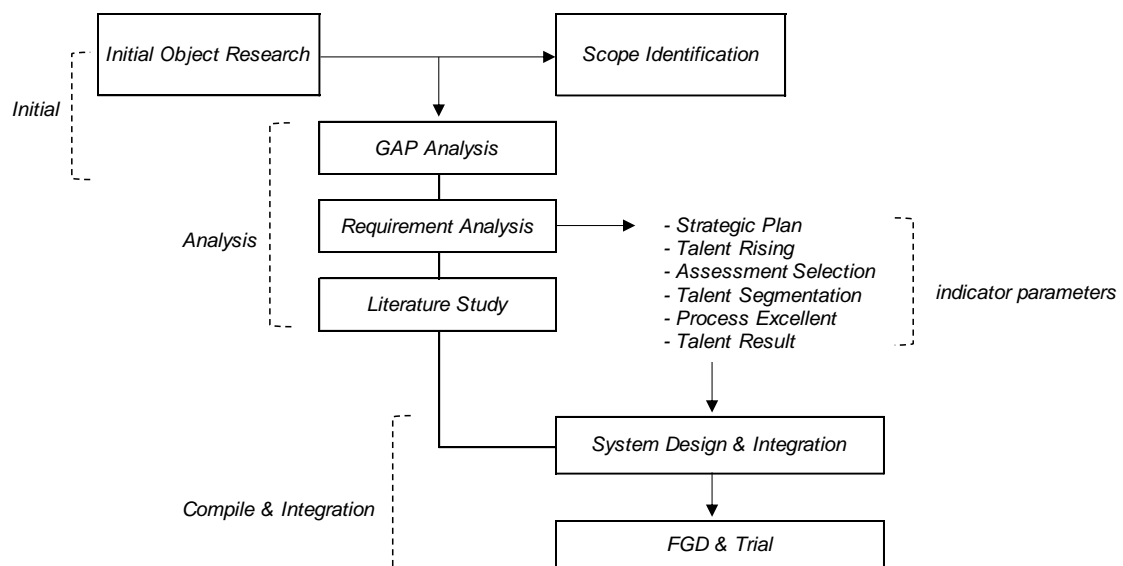 Initial Object Research
Scope Identification
Initial
GAP Analysis
Requirement Analysis
Analysis
Literature Study
- Strategic Plan
- Talent Rising
- Assessment Selection
- Talent Segmentation
- Process Excellent
- Talent Result
indicator parameters
System Design & Integration
Compile & Integration
FGD & Trial